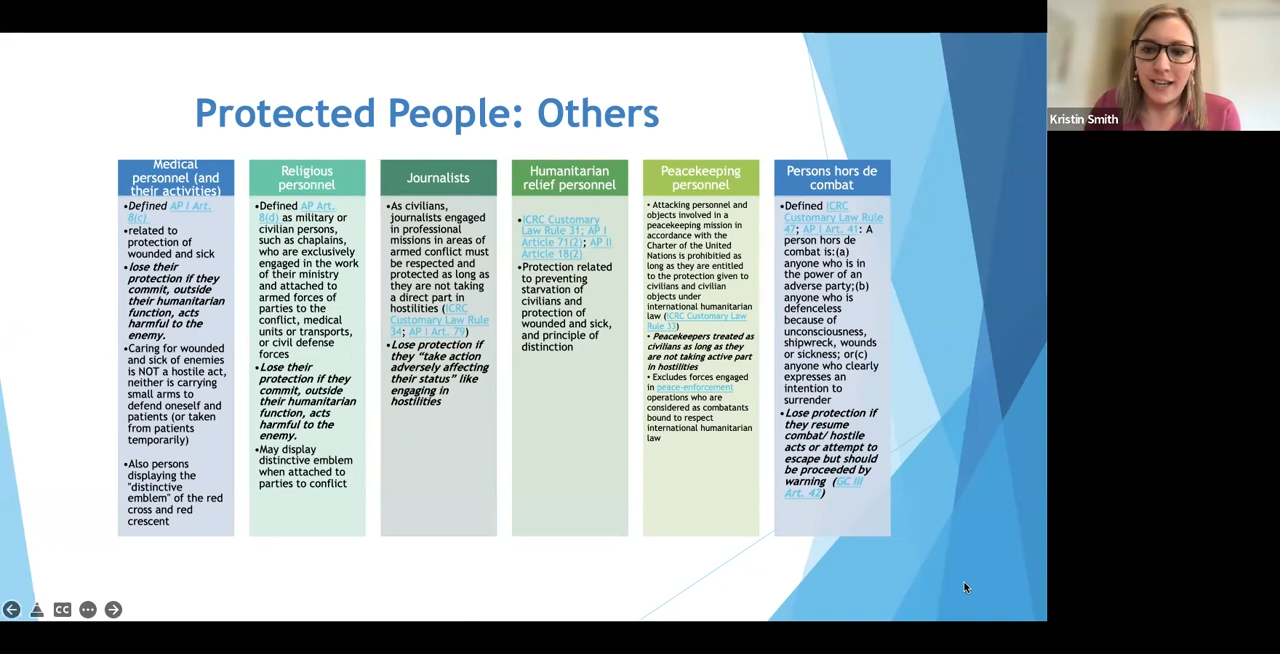 Protected People: Others
Medical
personnel (and
their activities)
•Defined AP I Art.
8(c)
•related to
protection of
wounded and sick
•lose their
protection if they
commit, outside
their humanitarian
function, acts
harmful to the
enemy.
•Caring for wounded
and sick of enemies
is NOT a hostile act,
neither is carrying
small arms to
defend oneself and
patients (or taken
from patients
temporarily)
•Also persons
displaying the
"distinctive
emblem" of the red
cross and red
crescent
Religious
personnel
•Defined AP Art.
8(d) as military or
civilian persons,
such as chaplains,
who are exclusively
engaged in the work
of their ministry
and attached to
armed forces of
parties to the
conflict, medical
units or transports,
or civil defense
forces
•Lose their
protection if they
commit, outside
their humanitarian
function, acts
harmful to the
enemy.
•May display
distinctive emblem
when attached to
parties to conflict
Journalists
•As civilians,
journalists engaged
in professional
missions in areas of
armed conflict must
be respected and
protected as long as
they are not taking
a direct part in
hostilities (ICRC
Customary Law Rule
34; AP I Art. 79)
•Lose protection if
they “take action
adversely affecting
their status” like
engaging in
hostilities
Humanitarian
relief personnel
•ICRC Customary
Law Rule 31; AP I
Article 71(2); AP II
Article 18(2)
•Protection related
to preventing
starvation of
civilians and
protection of
wounded and sick,
and principle of
distinction
Peacekeeping
personnel
• Attacking personnel and
objects involved in a
peacekeeping mission in
accordance with the
Charter of the United
Nations is prohibitied as
long as they are entitled
to the protection given to
civilians and civilian
objects under
international humanitarian
law (ICRC Customary Law
Rule 33)
• Peacekeepers treated as
civilians as long as they
are not taking active part
in hostilities
• Excludes forces engaged
in peace-enforcement
operations who are
considered as combatants
bound to respect
international humanitarian
law
Persons hors de
combat
•Defined ICRC
Customary Law Rule
47; AP I Art. 41: A
person hors de
combat is:(a)
anyone who is in
the power of an
adverse party;(b)
anyone who is
defenceless
because of
unconsciousness,
shipwreck, wounds
or sickness; or(c)
anyone who clearly
expresses an
intention to
surrender
•Lose protection if
they resume
combat/ hostile
acts or attempt to
escape but should
be proceeded by
warning (GC III
Art. 42)
Kristin Smith
CC